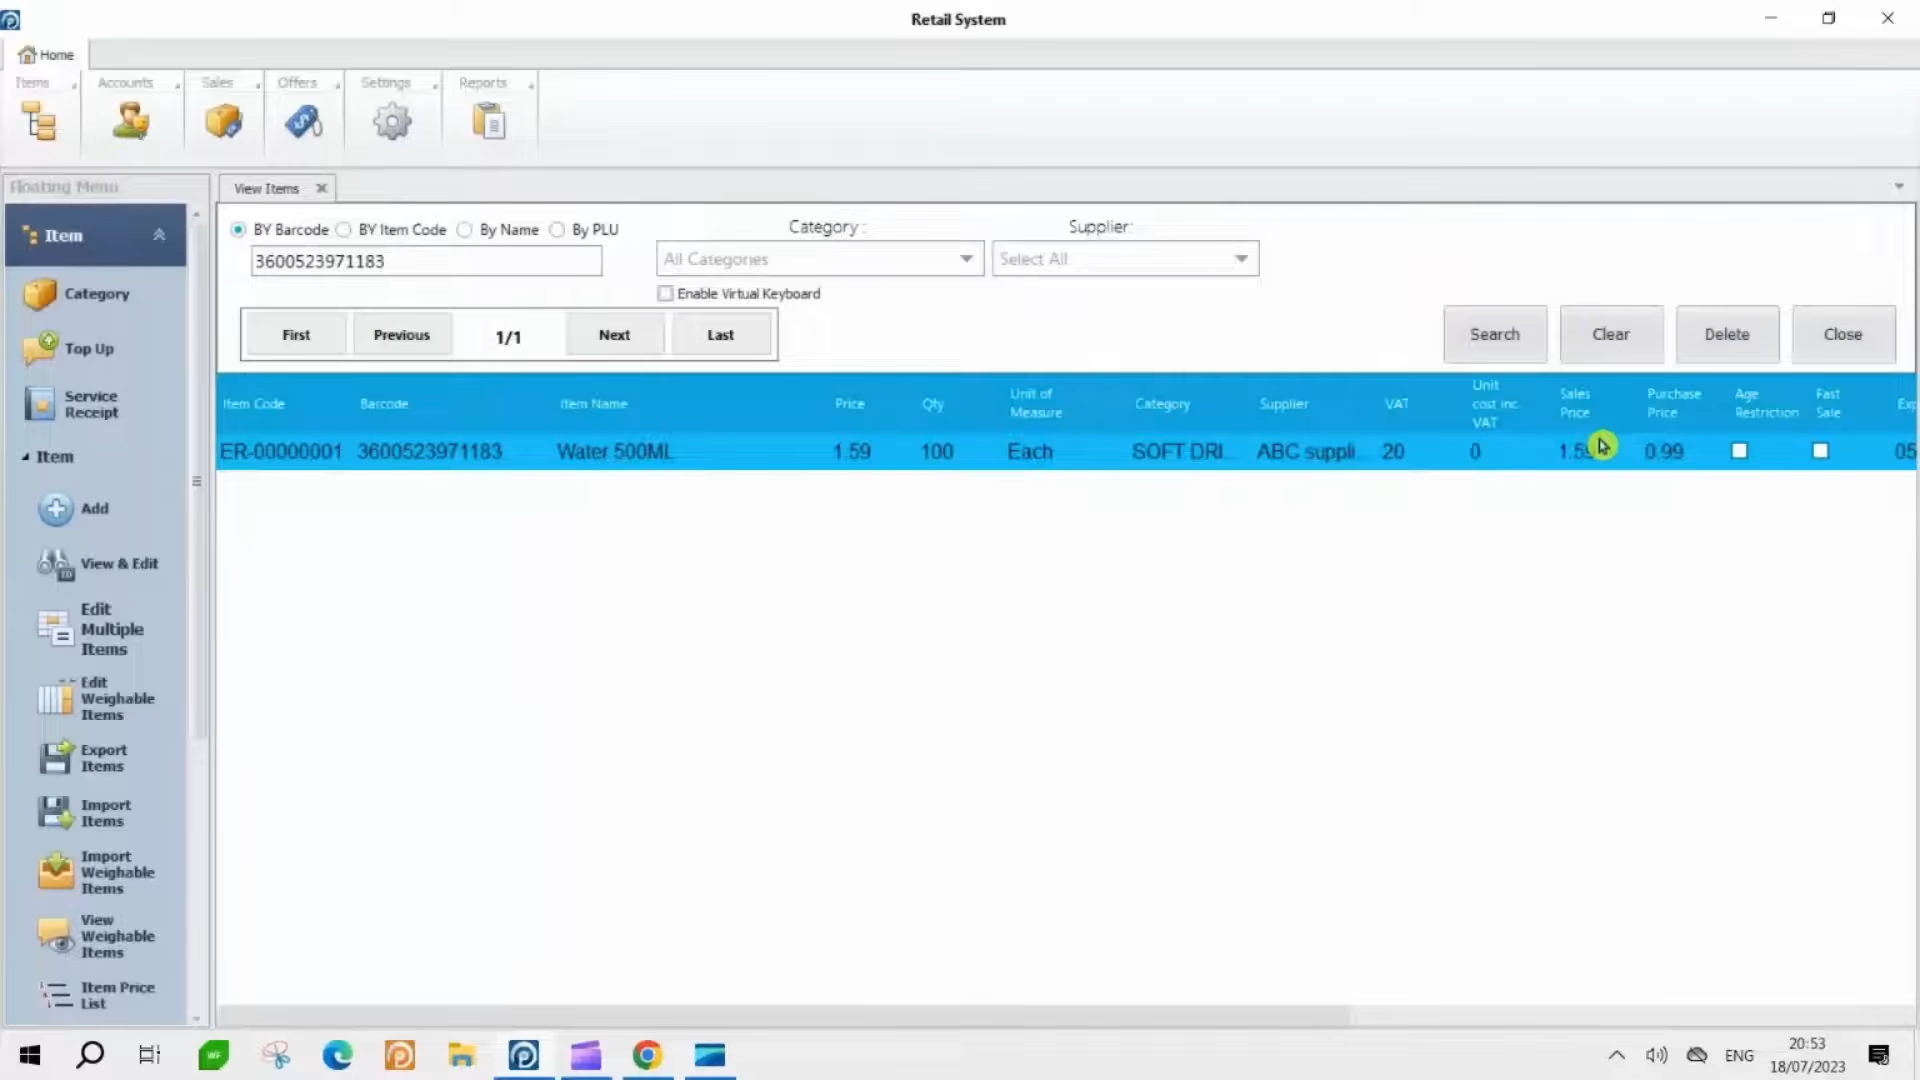 Retail System
Home
Items
Accounts
Sales
Offers
Settings
Reports
Floating Menu
View Items
Item
BY Barcode
BY Item Code
By Name
By PLU
Category :
Supplier:
3600523971183
All Categories
Select All
Enable Virtual Keyboard
First
Previous
1/1
Next
Last
Search
Clear
Delete
Close
Item Code
Barcode
Item Name
Price
Qty
Unit of
Measure
Category
Supplier
VAT
Unit
cost inc.
VAT
Sales
Price
Purchase
Price
Age
Restriction
Fast
Sale
Exp
ER-00000001
3600523971183
Water 500ML
1.59
100
Each
SOFT DRI...
ABC suppli...
20
0
1.59
0.99
05
Category
Top Up
Service
Receipt
Item
Add
View & Edit
Edit
Multiple
Items
Edit
Weighable
Items
Export
Items
Import
Items
Import
Weighable
Items
View
Weighable
Items
Item Price
List
WF
ENG
20:53
18/07/2023